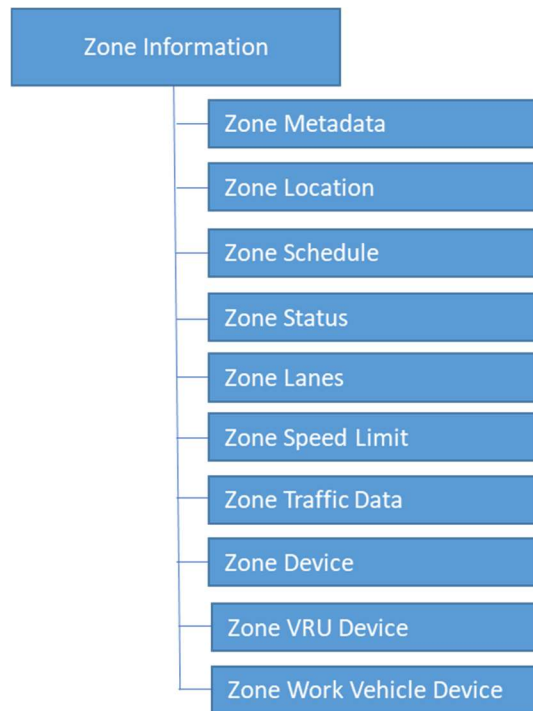 Zone Information
Zone Metadata
Zone Location
Zone Schedule
Zone Status
Zone Lanes
Zone Speed Limit
Zone Traffic Data
Zone Device
Zone VRU Device
Zone Work Vehicle Device